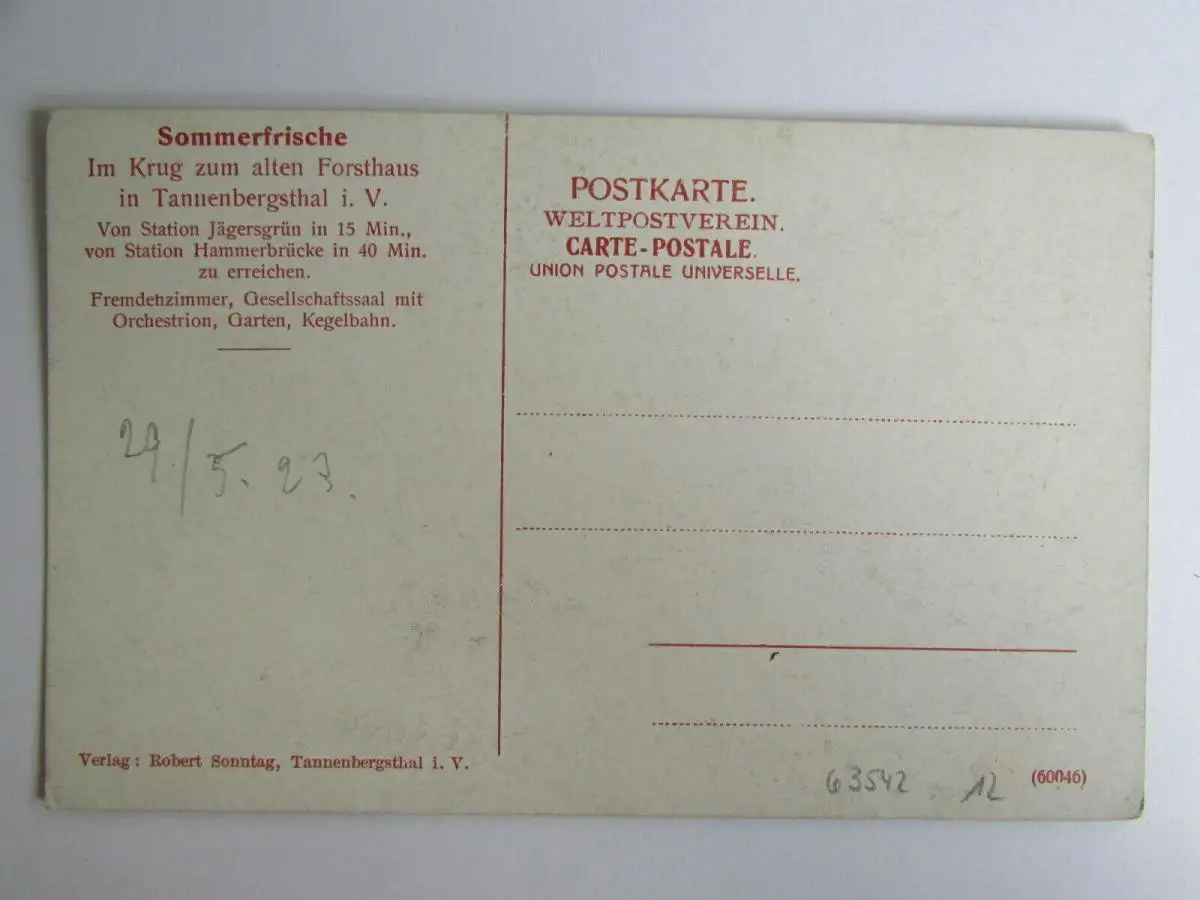 Sommerfrische
Im Krug zum alten Forsthaus
in Tannenbergsthal i. V.
Von Station Jägersgrün in 15 Min.,
von Station Hammerbrücke in 40 Min.
zu erreichen.
Fremdenzimmer, Gesellschaftssaal mit
Orchestrion, Garten, Kegelbahn.
29/5. 23.
Verlag: Robert Sonntag, Tannenbergsthal i. V.
POSTKARTE.
WELTPOSTVEREIN.
CARTE-POSTALE.
UNION POSTALE UNIVERSELLE.
63542 12
(60046)